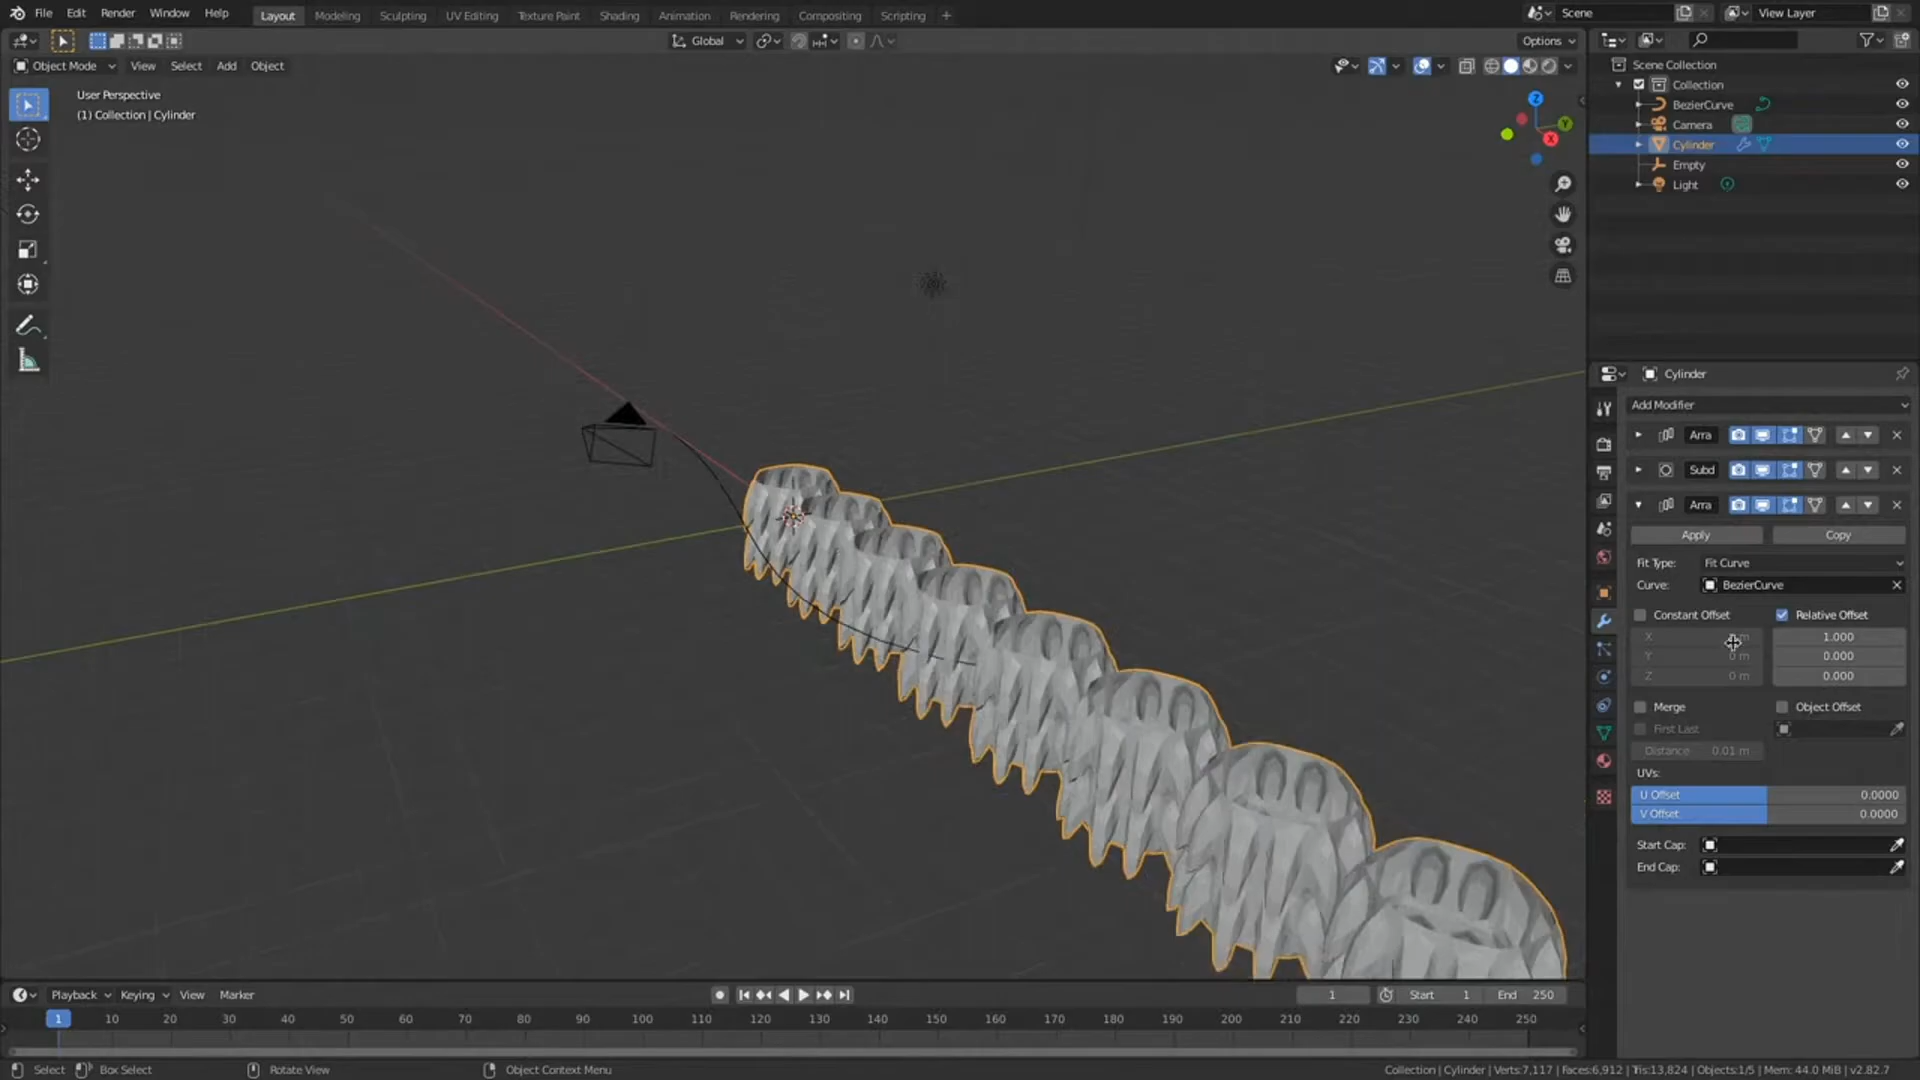 File Edit Render Window Help Layout Modeling Sculpting UV Editing Texture Paint Shading Animation Rendering Compositing Scripting + Scene View Layer
Global Options
Object Mode View Select Add Object
User Perspective
(1) Collection | Cylinder
Z
Y
X
Scene Collection
Collection
BezierCurve
Camera
Cylinder
Empty
Light
Cylinder
Add Modifier
Arra
Subd
Arra
Apply Copy
Fit Type: Fit Curve
Curve: BezierCurve
Constant Offset Relative Offset
X m 1.000
Y 0 m 0.000
Z 0 m 0.000
Merge Object Offset
First Last
Distance 0.01 m
UVs:
U Offset 0.0000
V Offset 0.0000
Start Cap:
End Cap:
Playback Keying View Marker 1 Start 1 End 250
1 10 20 30 40 50 60 70 80 90 100 110 120 130 140 150 160 170 180 190 200 210 220 230 240 250
Select Box Select Rotate View Object Context Menu Collection | Cylinder | Verts:7,117 | Faces:6,912 | Tris:13,824 | Objects:1/5 | Mem: 44.0 MiB | v2.82.7